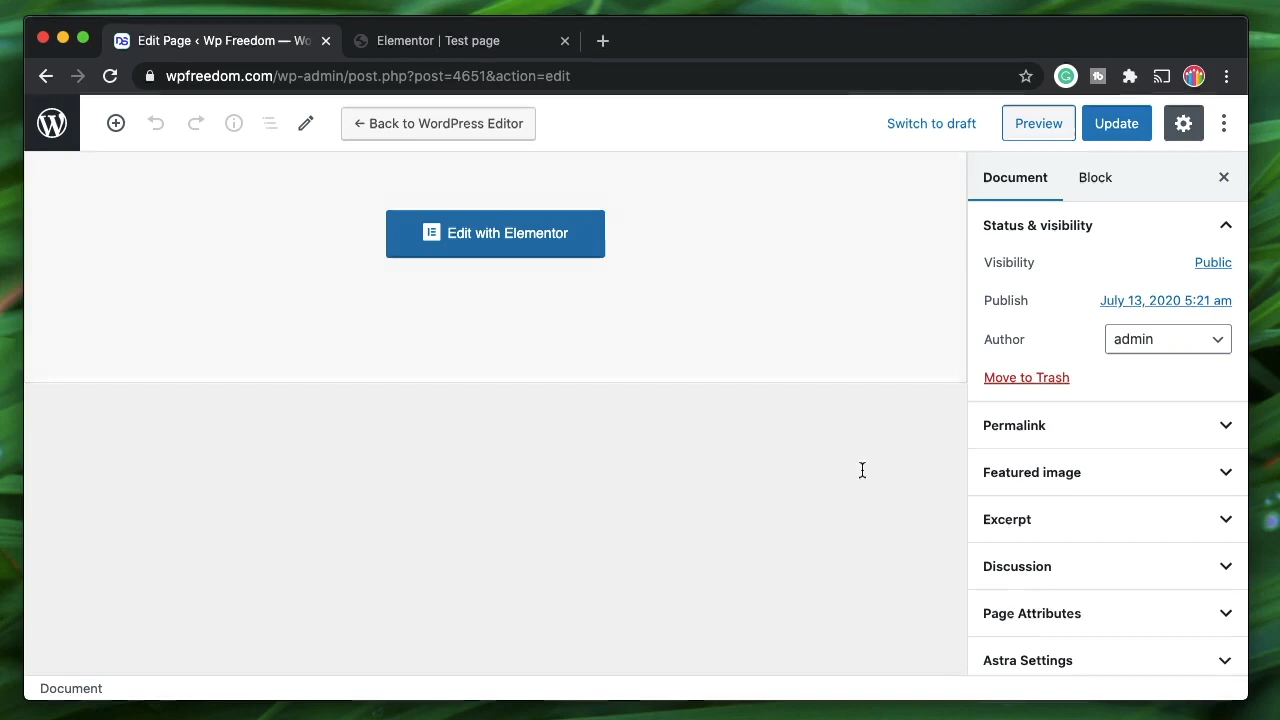 Edit Page ‹ Wp Freedom — Wo
Elementor | Test page
wpfreedom.com/wp-admin/post.php?post=4651&action=edit
← Back to WordPress Editor
Switch to draft
Preview
Update
Edit with Elementor
Document
Block
Status & visibility
Visibility
Public
Publish
July 13, 2020 5:21 am
Author
admin
Move to Trash
Permalink
Featured image
Excerpt
Discussion
Page Attributes
Astra Settings
Document